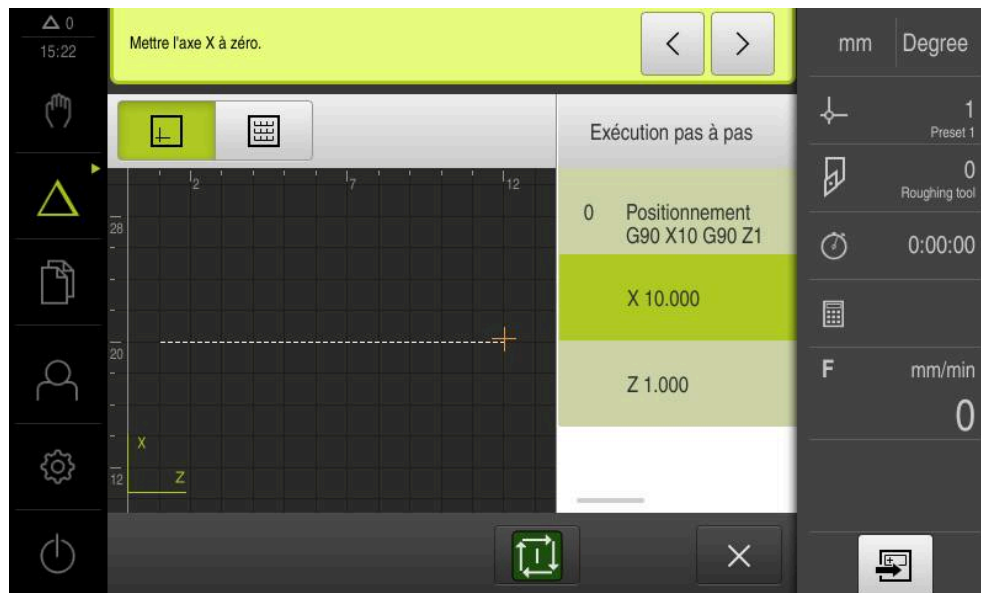 0
15:22
Mettre l'axe X à zéro.
mm Degree
Exécution pas à pas
1
Preset 1
0
Roughing tool
2 7 12
28
0 Positionnement
G90 X10 G90 Z1
0:00:00
X 10.000
20
F mm/min
0
Z 1.000
X
12 Z